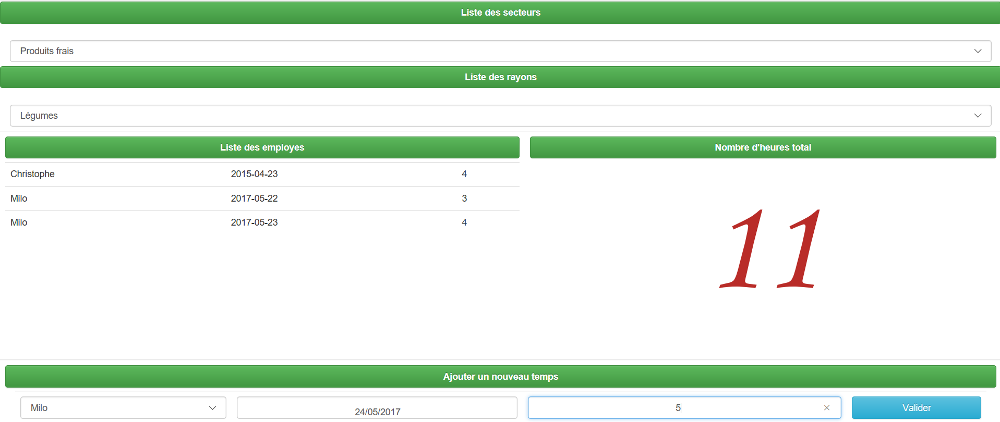 Liste des secteurs
Produits frais
Liste des rayons
Légumes
Liste des employes
Nombre d'heures total
Christophe 2015-04-23 4
Milo 2017-05-22 3
Milo 2017-05-23 4
11
Ajouter un nouveau temps
Milo 24/05/2017 5 Valider